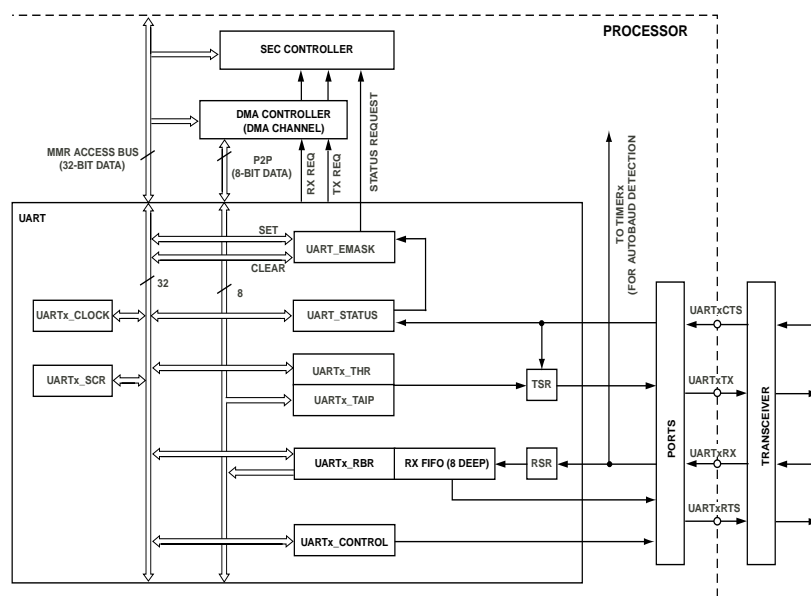 PROCESSOR
SEC CONTROLLER
DMA CONTROLLER
(DMA CHANNEL)
MMR ACCESS BUS
(32-BIT DATA)
P2P
(8-BIT DATA)
RX REQ
TX REQ
STATUS REQUEST
TO TIMERx
(FOR AUTOBAUD DETECTION)
UART
SET
UART_EMASK
CLEAR
32
8
UARTx_CLOCK
UART_STATUS
UARTxCTS
UARTx_SCR
UARTx_THR
UARTx_TAIP
TSR
UARTxTX
PORTS
TRANSCEIVER
UARTx_RBR
RX FIFO (8 DEEP)
RSR
UARTxRX
UARTxRTS
UARTx_CONTROL